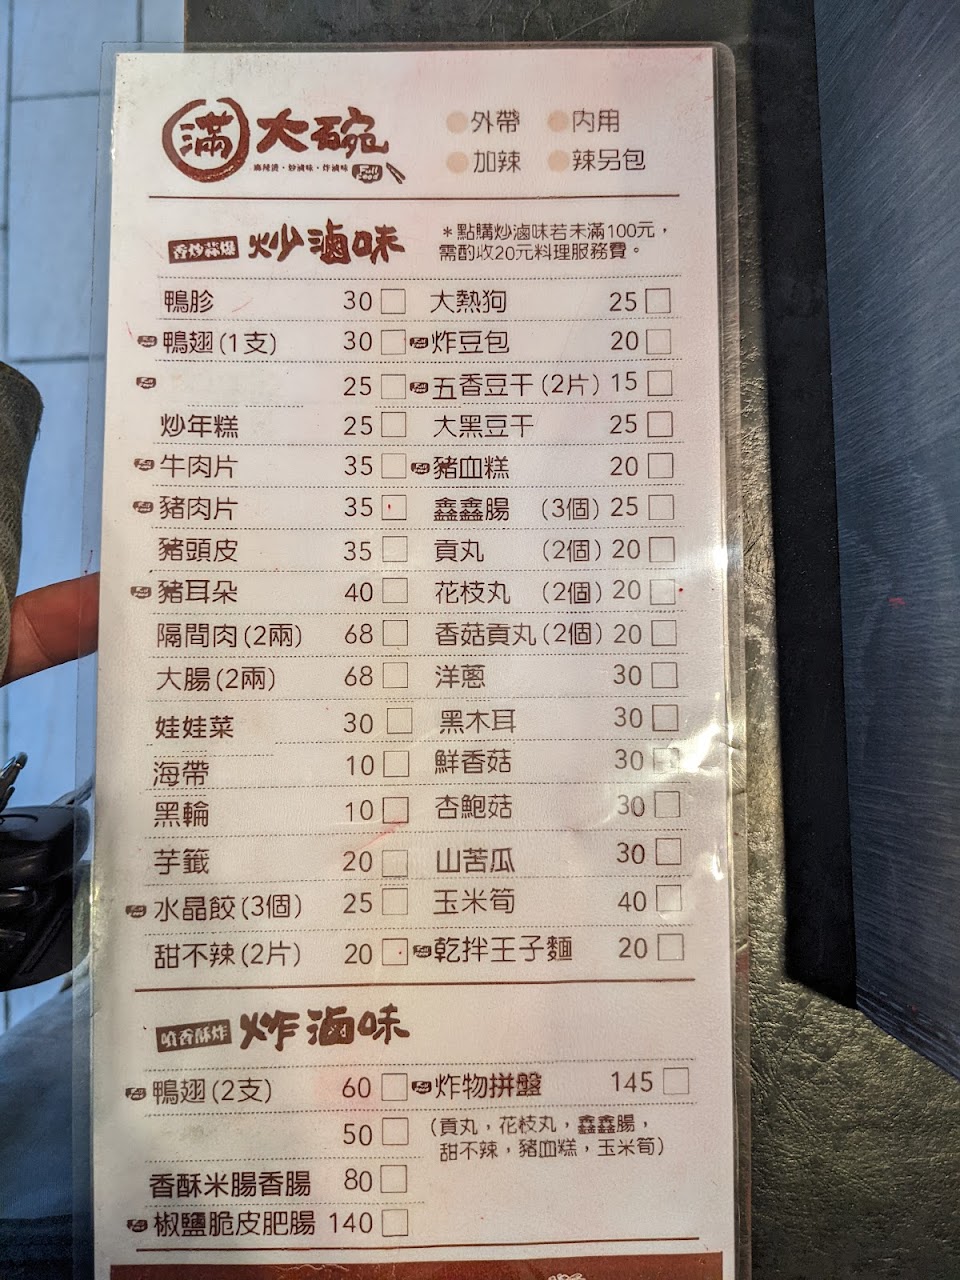 滿 大碗
麻辣燙・炒滷味・炸滷味 Full Food
外帶 內用
加辣 辣另包
香炒蒜爆 炒滷味
*點購炒滷味若未滿100元，
需酌收20元料理服務費。
鴨胗 30 大熱狗 25
鴨翅(1支) 30 炸豆包 20
25 五香豆干(2片) 15
炒年糕 25 大黑豆干 25
牛肉片 35 豬血糕 20
豬肉片 35 鑫鑫腸 (3個) 25
豬頭皮 35 貢丸 (2個) 20
豬耳朵 40 花枝丸 (2個) 20
隔間肉(2兩) 68 香菇貢丸(2個) 20
大腸(2兩) 68 洋蔥 30
娃娃菜 30 黑木耳 30
海帶 10 鮮香菇 30
黑輪 10 杏鮑菇 30
芋籤 20 山苦瓜 30
水晶餃(3個) 25 玉米筍 40
甜不辣(2片) 20 乾拌王子麵 20
噴香酥炸 炸滷味
鴨翅(2支) 60 炸物拼盤 145
50 (貢丸，花枝丸，鑫鑫腸，
甜不辣，豬血糕，玉米筍)
香酥米腸香腸 80
椒鹽脆皮肥腸 140